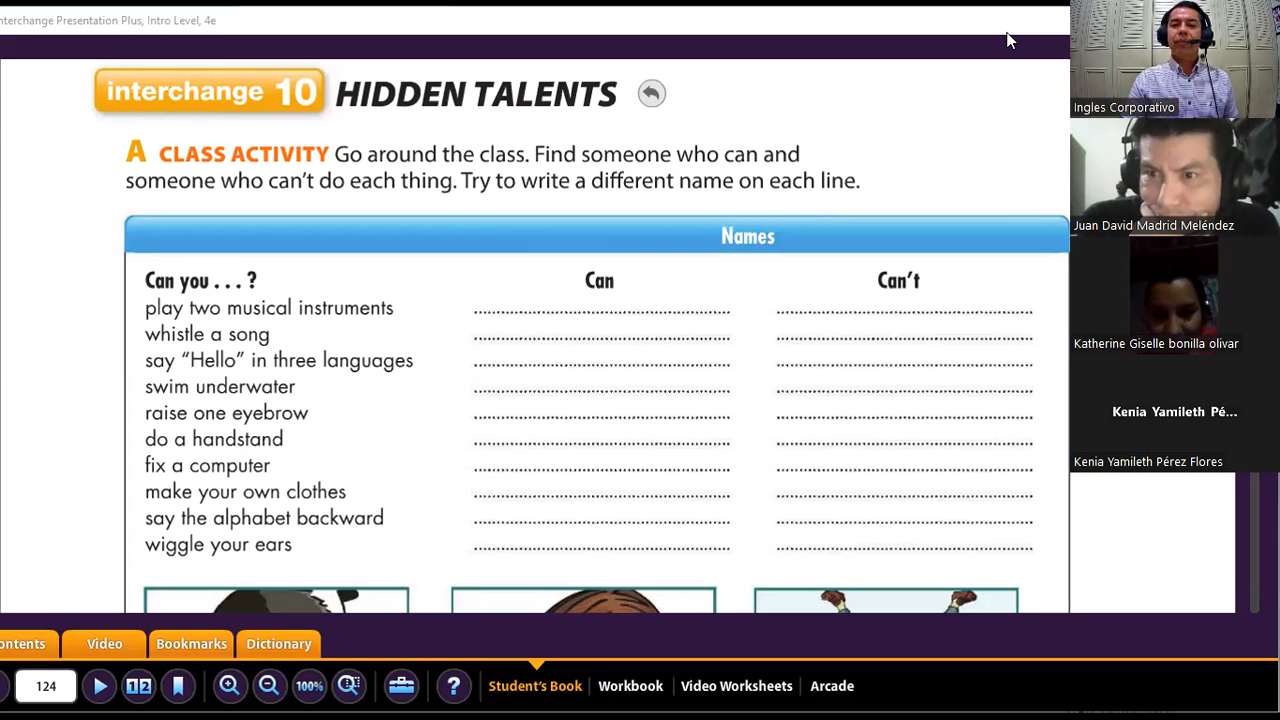 nterchange Presentation Plus, Intro Level, 4e
interchange 10 HIDDEN TALENTS
A CLASS ACTIVITY Go around the class. Find someone who can and
someone who can't do each thing. Try to write a different name on each line.
Names
Can you . . . ? Can Can't
play two musical instruments
whistle a song
say “Hello” in three languages
swim underwater
raise one eyebrow
do a handstand
fix a computer
make your own clothes
say the alphabet backward
wiggle your ears
Ingles Corporativo
Juan David Madrid Meléndez
Katherine Giselle bonilla olivar
Kenia Yamileth Pé...
Kenia Yamileth Pérez Flores
ontents Video Bookmarks Dictionary
124 12 100% ? Student's Book Workbook Video Worksheets Arcade